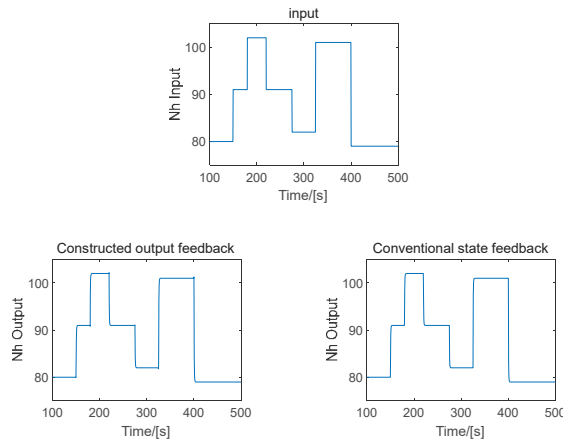 input
100
90
80
Nh Input
100 200 300 400 500
Time/[s]
Constructed output feedback
100
90
80
Nh Output
100 200 300 400 500
Time/[s]
Conventional state feedback
100
90
80
Nh Output
100 200 300 400 500
Time/[s]